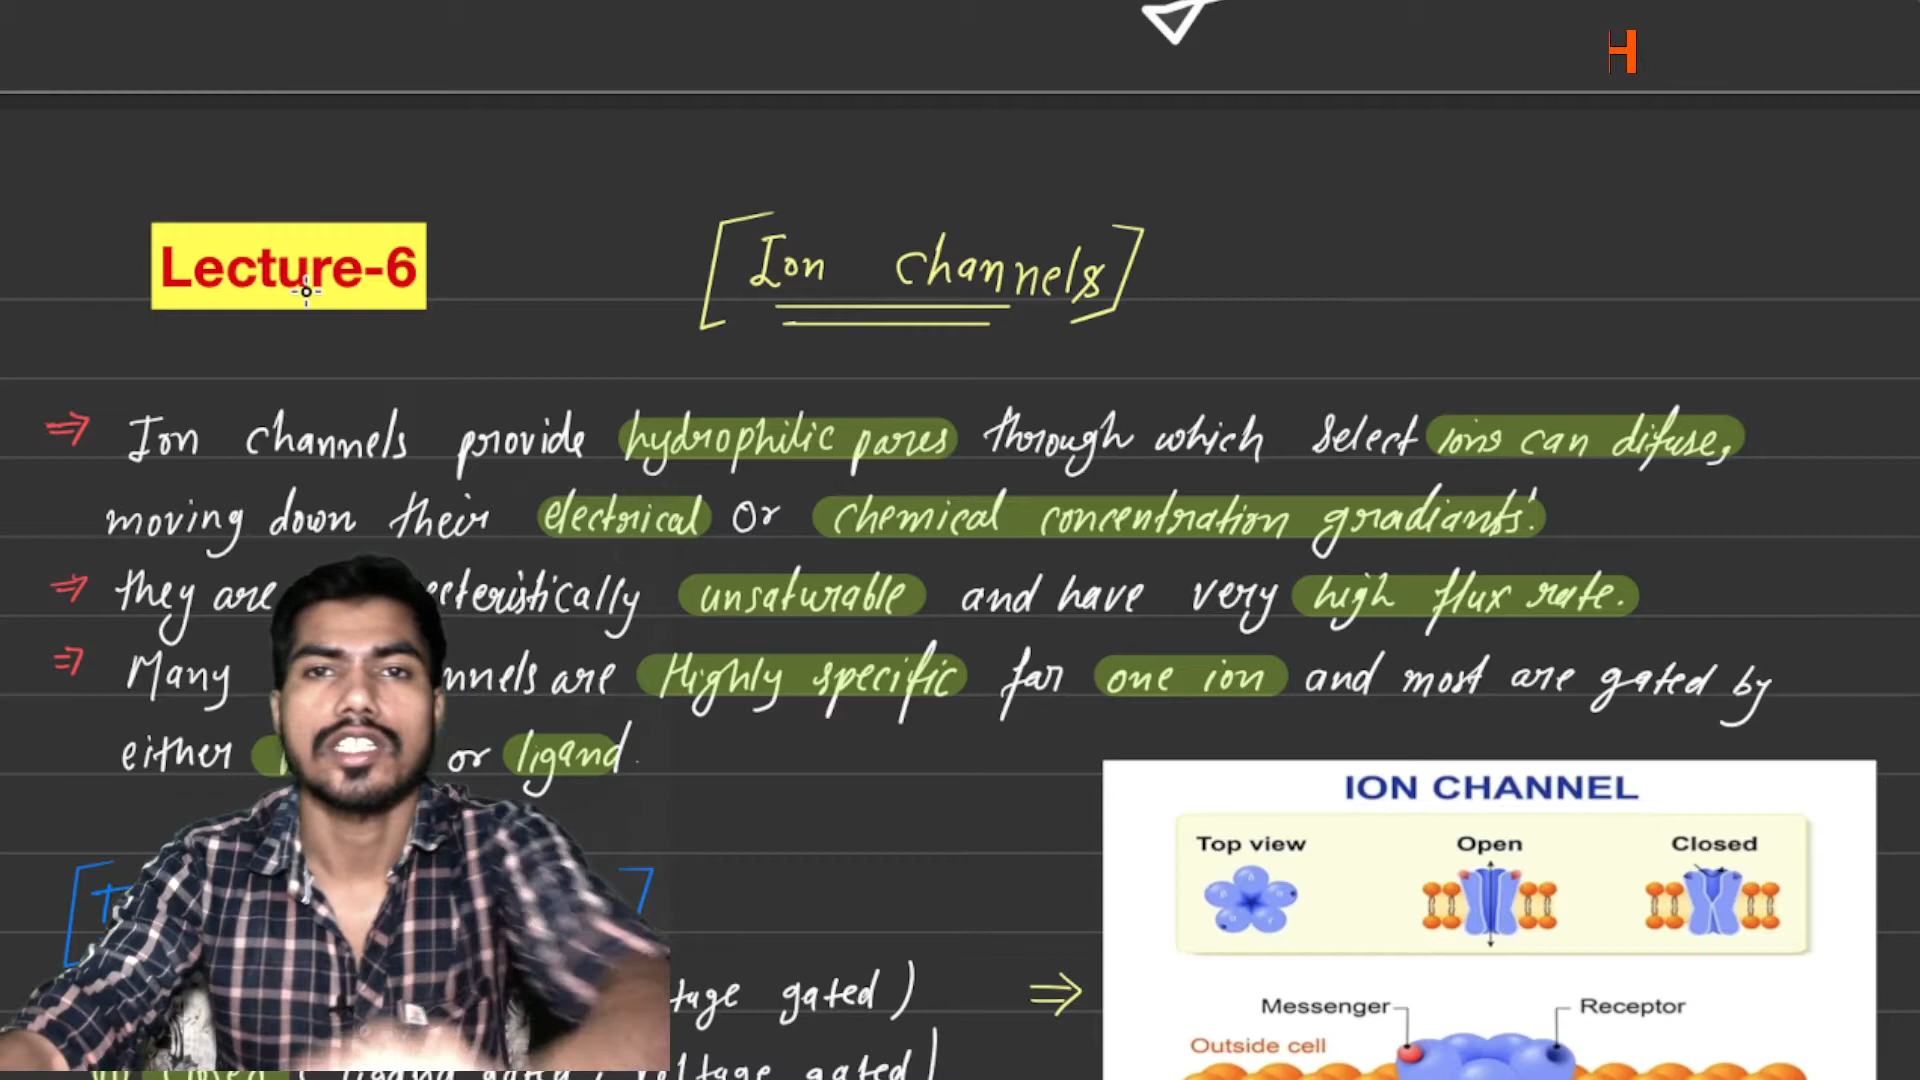 H
Lecture-6
[Ion channels]
⇒ Ion channels provide hydrophilic pores through which select ions can difuse,
moving down their electrical or chemical concentration gradiants!
⇒ they are cteristically unsaturable and have very high flux rate.
⇒ Many nnels are Highly specific for one ion and most are gated by
either or ligand.
ION CHANNEL
Top view Open Closed
tage gated) ⇒
Messenger Receptor
Outside cell
voltage gated)